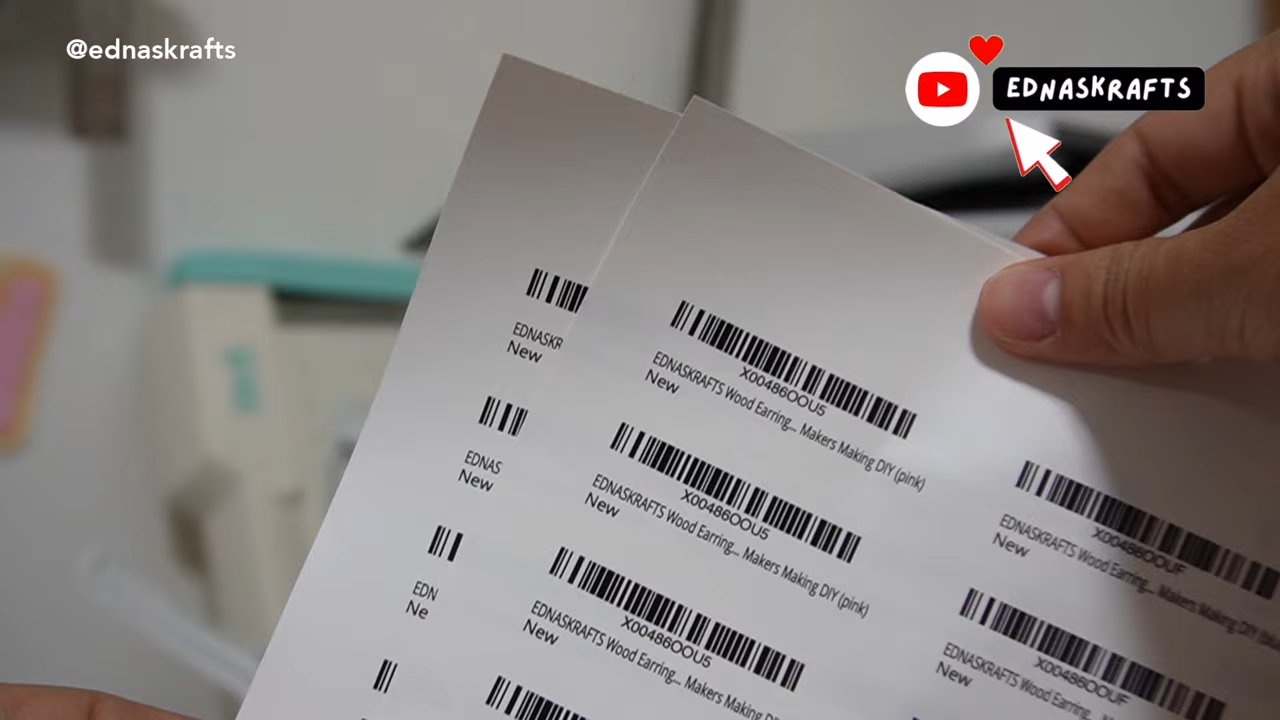 @ednaskrafts
EDNASKRAFTS
EDNASKR
New
EDNAS
New
EDN
Ne
X00486OOU5
EDNASKRAFTS Wood Earring... Makers Making DIY (pink)
New
X00486OOU5
EDNASKRAFTS Wood Earring... Makers Making DIY (pink)
New
X00486OOU5
EDNASKRAFTS Wood Earring... Makers Making DIY
New
X00486OOUF
EDNASKRAFTS Wood Earring... Makers Making DIY
New
X00486OOUF
EDNASKRAFTS Wood Earring... Makers Making DIY
New